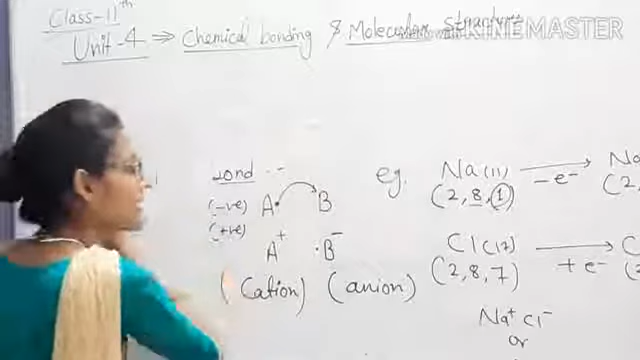 Class-11th
Unit-4 ⇒ Chemical bonding & Molecular structure
KINEMASTER
ond :-
(-ve) A• B
(+ve)
A+ •B-
(Cation) (anion)
eg. Na(11) → Na
-e-
(2,8,1) (2,
Cl(17) → C
+e-
(2,8,7)
Na+ Cl-
or